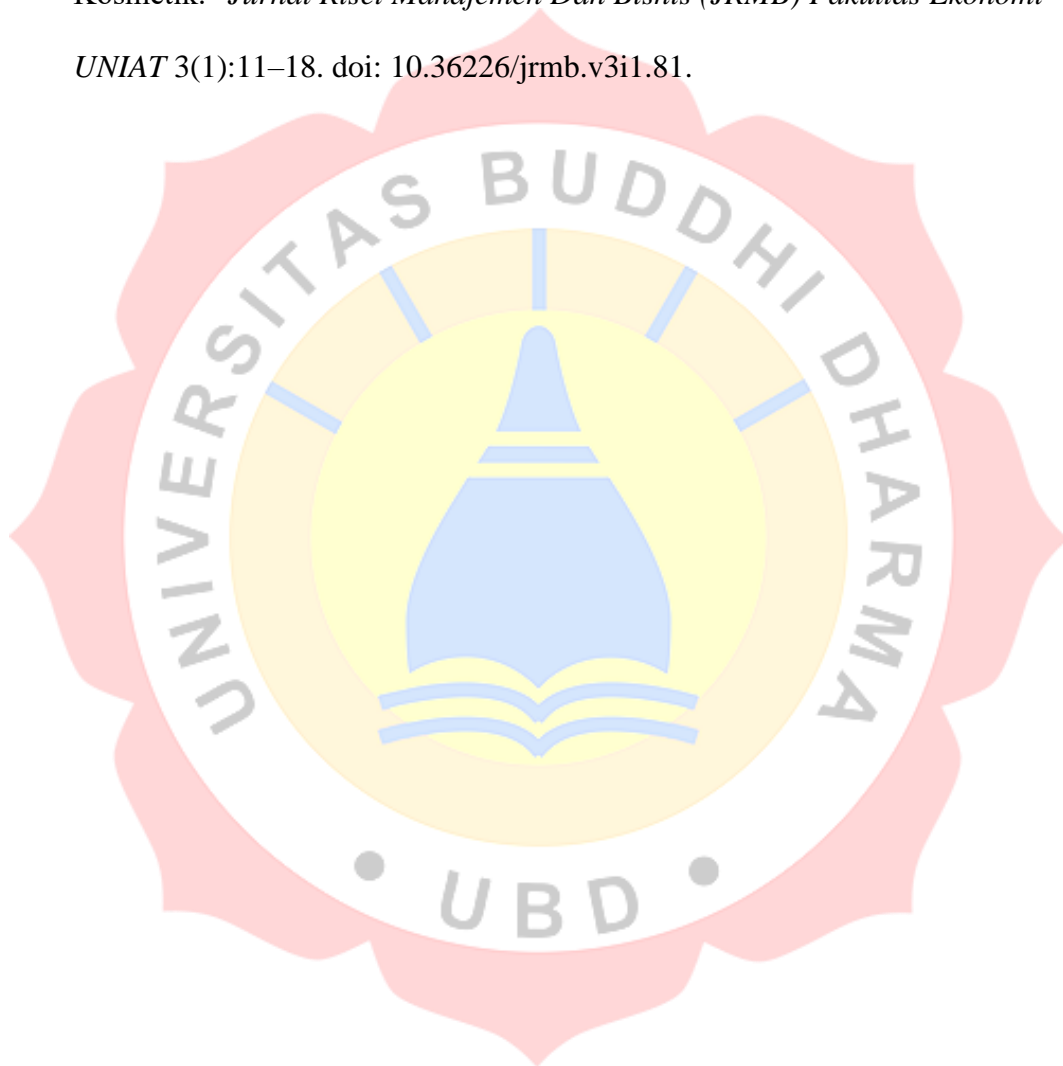 Kosmetik." Jurnal Riset Manajemen Dan Bisnis (JRMB) Fakultas Ekonomi
UNIAT 3(1):11–18. doi: 10.36226/jrmb.v3i1.81.
UNIVERSITAS BUDDHI DHARMA
• UBD •